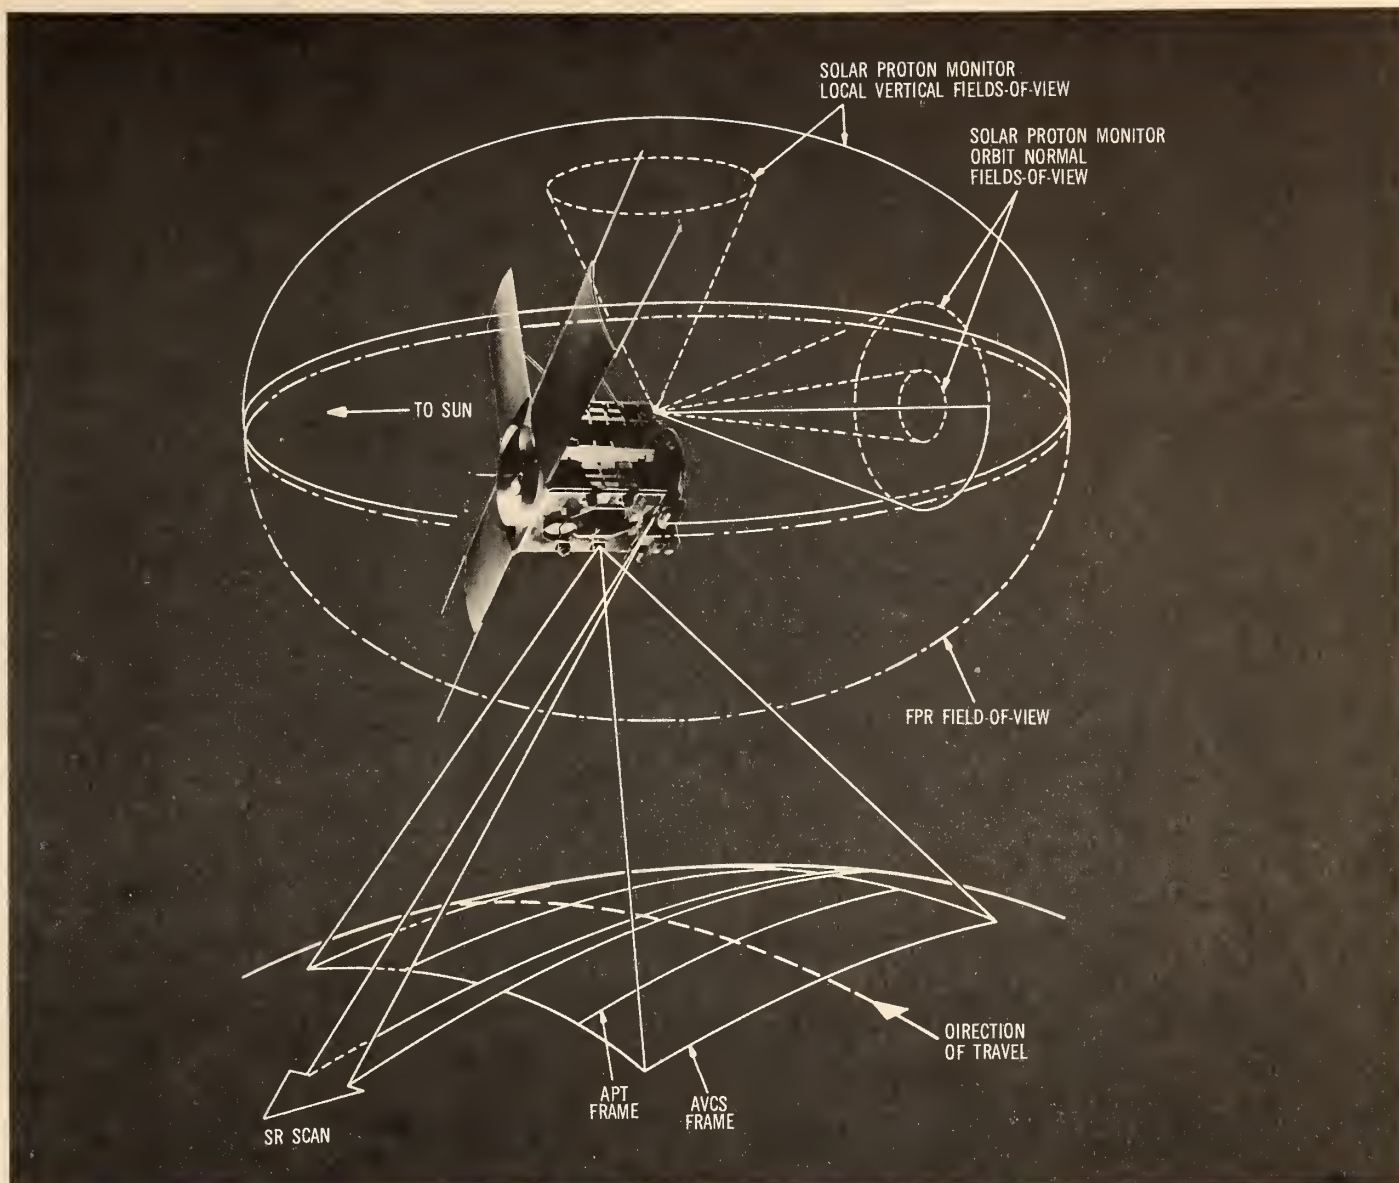 SOLAR PROTON MONITOR
LOCAL VERTICAL FIELDS-OF-VIEW
SOLAR PROTON MONITOR
ORBIT NORMAL
FIELDS-OF-VIEW
TO SUN
FPR FIELD-OF-VIEW
OIRECTION
OF TRAVEL
APT
FRAME
AVCS
FRAME
SR SCAN